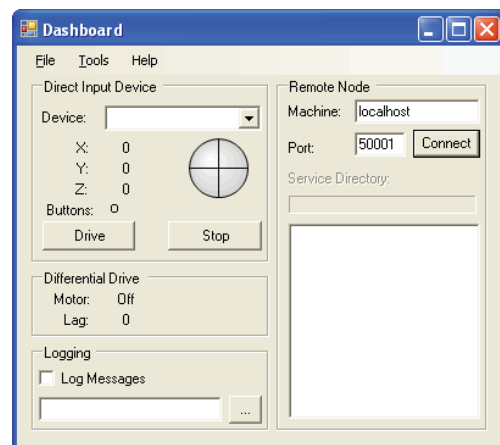 Dashboard
File Tools Help
Direct Input Device
Device:
X: 0
Y: 0
Z: 0
Buttons: O
Drive Stop
Differential Drive
Motor: Off
Lag: 0
Logging
Log Messages
...
Remote Node
Machine: localhost
Port: 50001 Connect
Service Directory: